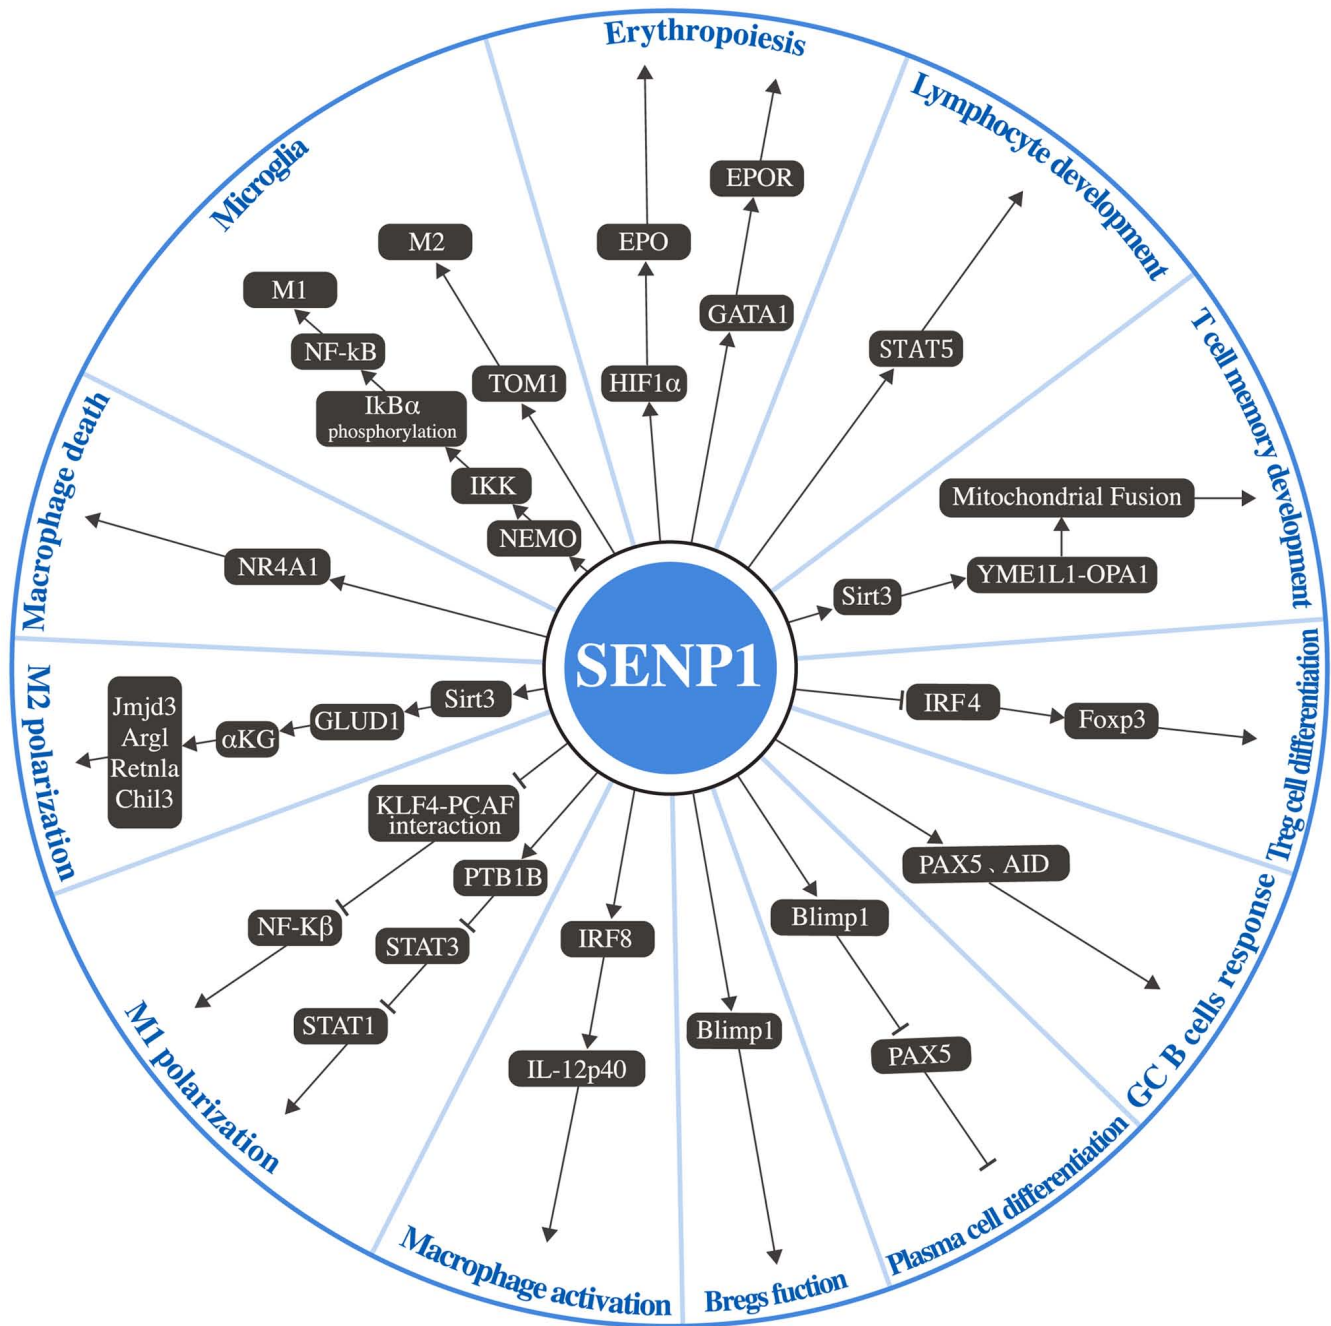 Erythropoiesis
EPO
HIF1α
EPOR
GATA1
Lymphocyte development
STAT5
T cell memory development
Mitochondrial Fusion
YME1L1-OPA1
Sirt3
Treg cell differentiation
IRF4
Foxp3
GC B cells response
PAX5、AID
Plasma cell differentiation
Blimp1
PAX5
Bregs fuction
Blimp1
Macrophage activation
IRF8
IL-12p40
M1 polarization
KLF4-PCAF
interaction
NF-Kβ
PTB1B
STAT3
STAT1
M2 polarization
Sirt3
GLUD1
αKG
Jmjd3
Argl
Retnla
Chil3
Macrophage death
NR4A1
Microglia
M2
TOM1
M1
NF-kB
IkBα
phosphorylation
IKK
NEMO
SENP1